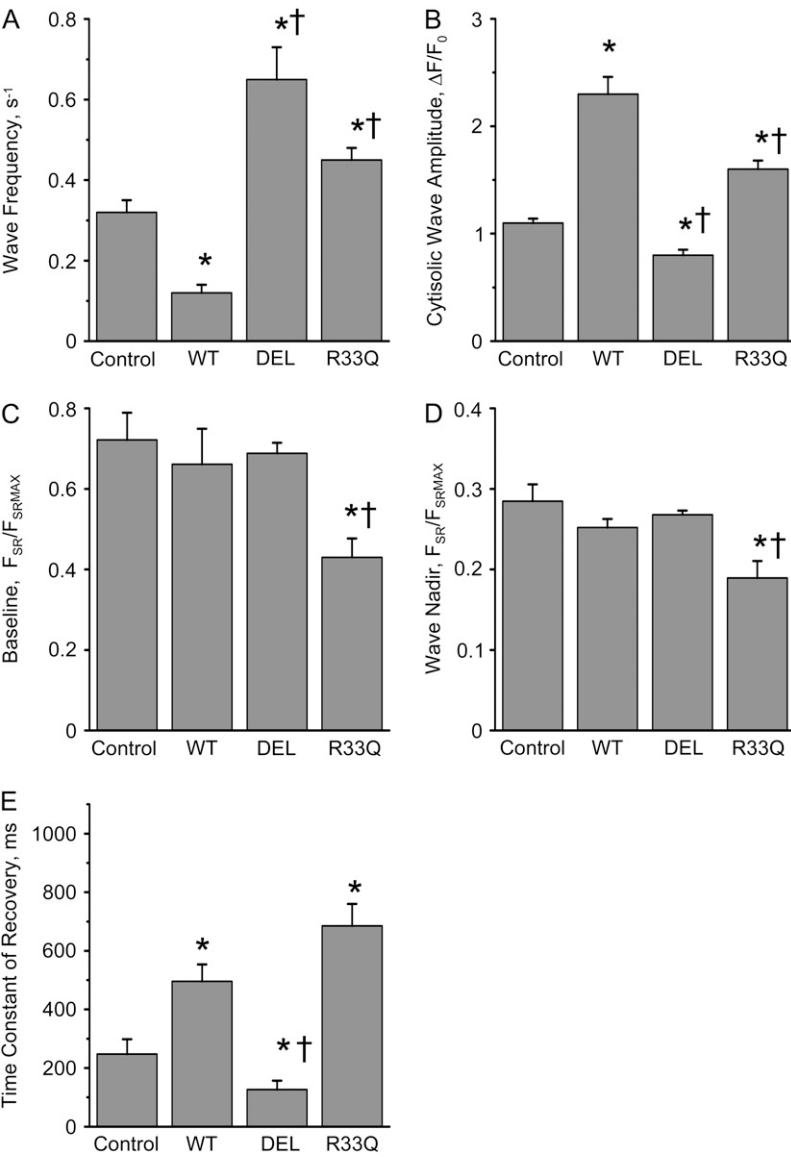 A
Wave Frequency, s-1
0.8
0.6
0.4
0.2
0
*
*†
*†
Control WT DEL R33Q
B
Cytisolic Wave Amplitude, ΔF/F0
3
2
1
0
*
*†
*†
Control WT DEL R33Q
C
Baseline, FSR/FSRMAX
0.8
0.6
0.4
0.2
0
*†
Control WT DEL R33Q
D
Wave Nadir, FSR/FSRMAX
0.4
0.3
0.2
0.1
0
*†
Control WT DEL R33Q
E
Time Constant of Recovery, ms
1000
800
600
400
200
0
*
*†
*
Control WT DEL R33Q